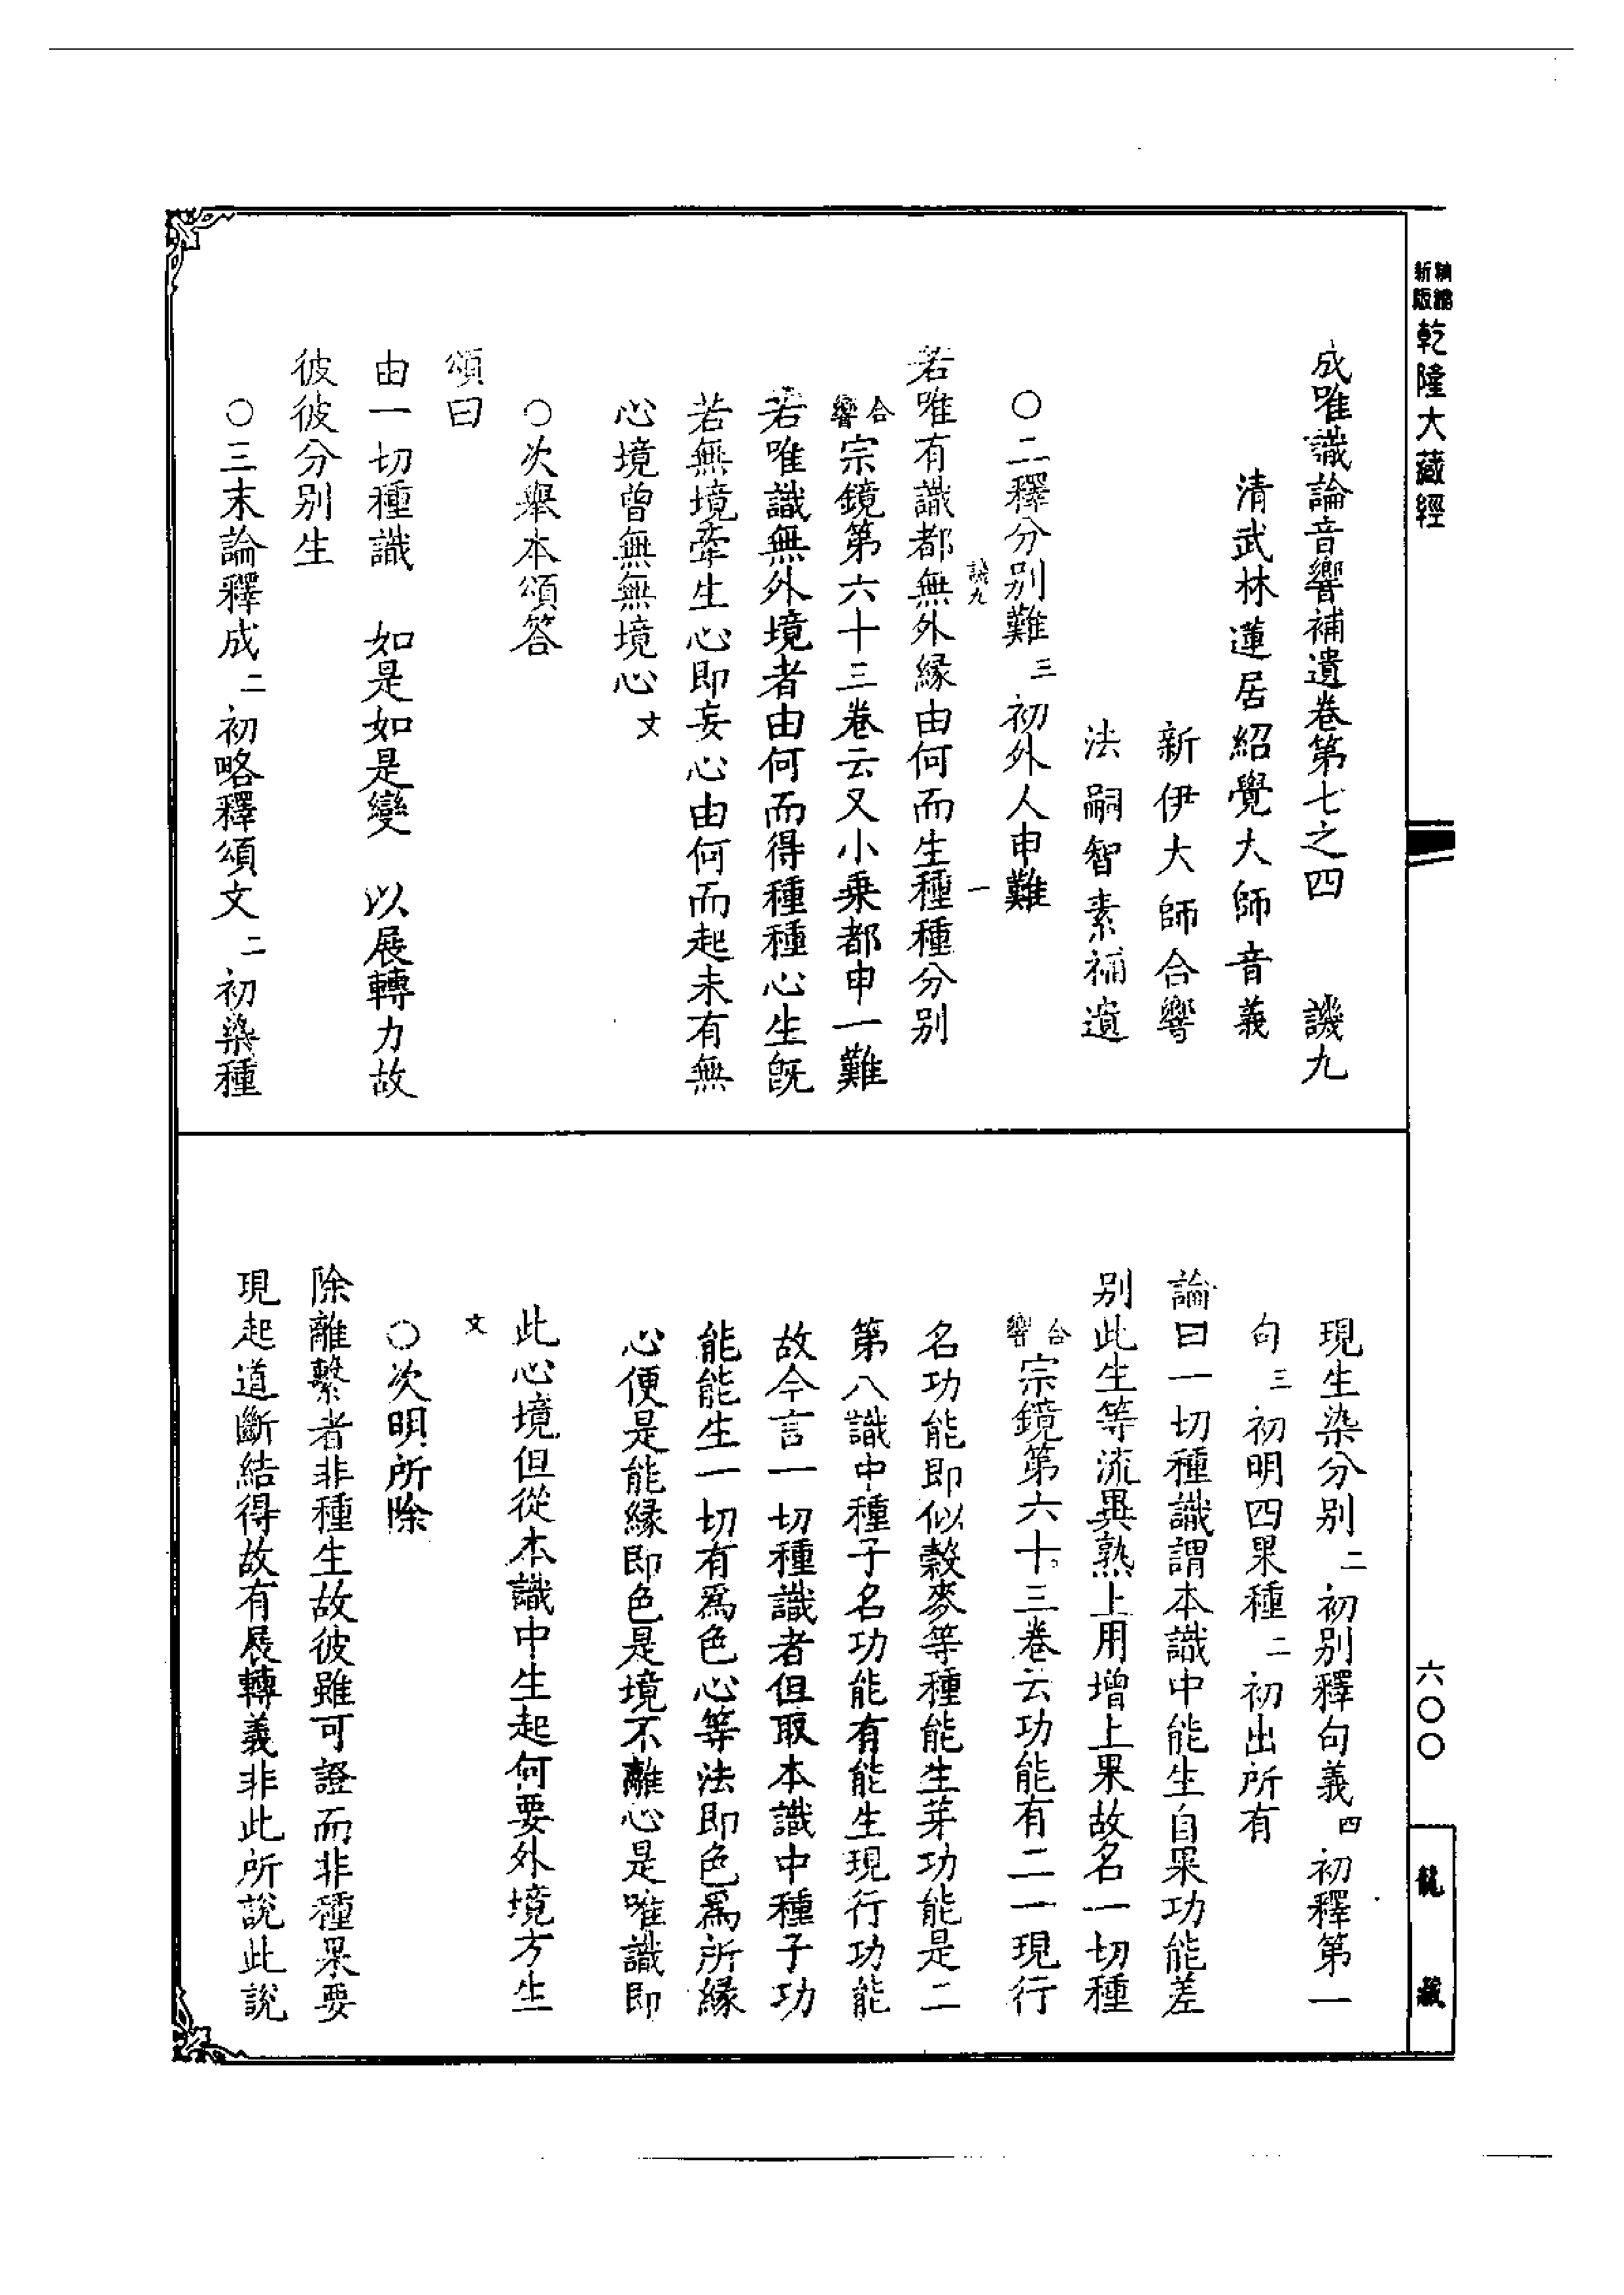 新版精縮乾隆大藏經
成唯識論音響補遺卷第七之四 譏九
清武林蓮居紹覺大師音義
新伊大師合響
法嗣智素補遺
○二釋分別難三初外人申難
譏九 一
若唯有識都無外緣由何而生種種分別
合響宗鏡第六十三卷云又小乗都申一難
若唯識無外境者由何而得種種心生旣
若無境牽生心即妄心由何而起未有無
心境曾無無境心文
○次舉本頌答
頌曰
由一切種識 如是如是變 以展轉力故
彼彼分別生
○三末論釋成二初略釋頌文二初染種
現生染分別二初別釋句義四初釋第一
句三初明四果種二初出所有
論曰一切種識謂本識中能生自果功能差
別此生等流異熟士用增上果故名一切種
合響宗鏡第六十三卷云功能有二一現行
名功能即似糓麥等種能生芽功能是二
第八識中種子名功能有能生現行功能
故今言一切種識者但取本識中種子功
能能生一切有爲色心等法即色爲所緣
心便是能緣即色是境不離心是唯識即
此心境但從本識中生起何要外境方生
文
○次明所除
除離繫者非種生故彼雖可證而非種果要
現起道斷結得故有展轉義非此所說此說
六〇〇
龍藏